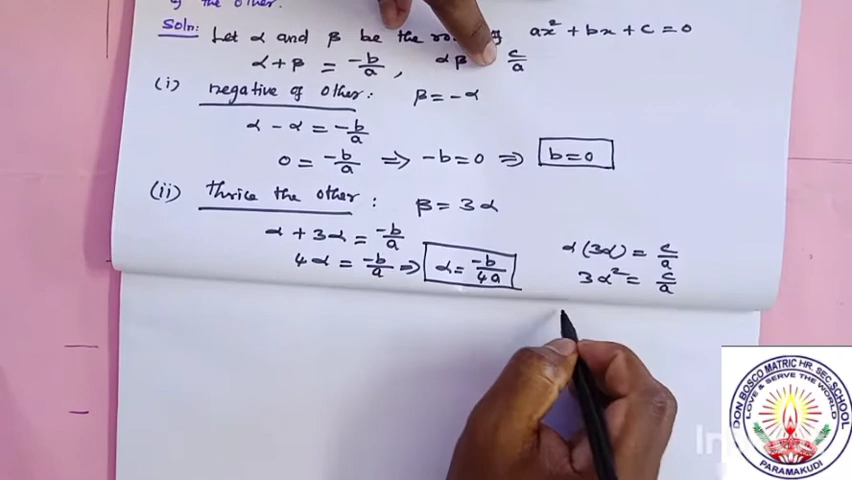 of the other.
Soln: Let α and β be the ax² + bx + c = 0
α + β = -b/a, αβ c/a
(i) negative of other: β = -α
α - α = -b/a
0 = -b/a ⇒ -b = 0 ⇒ b = 0
(ii) Thrice the other: β = 3α
α + 3α = -b/a α(3α) = c/a
4α = -b/a ⇒ α = -b/4a 3α² = c/a
DON BOSCO MATRIC HR. SEC. SCHOOL
LOVE & SERVE THE WORLD
PARAMAKUDI